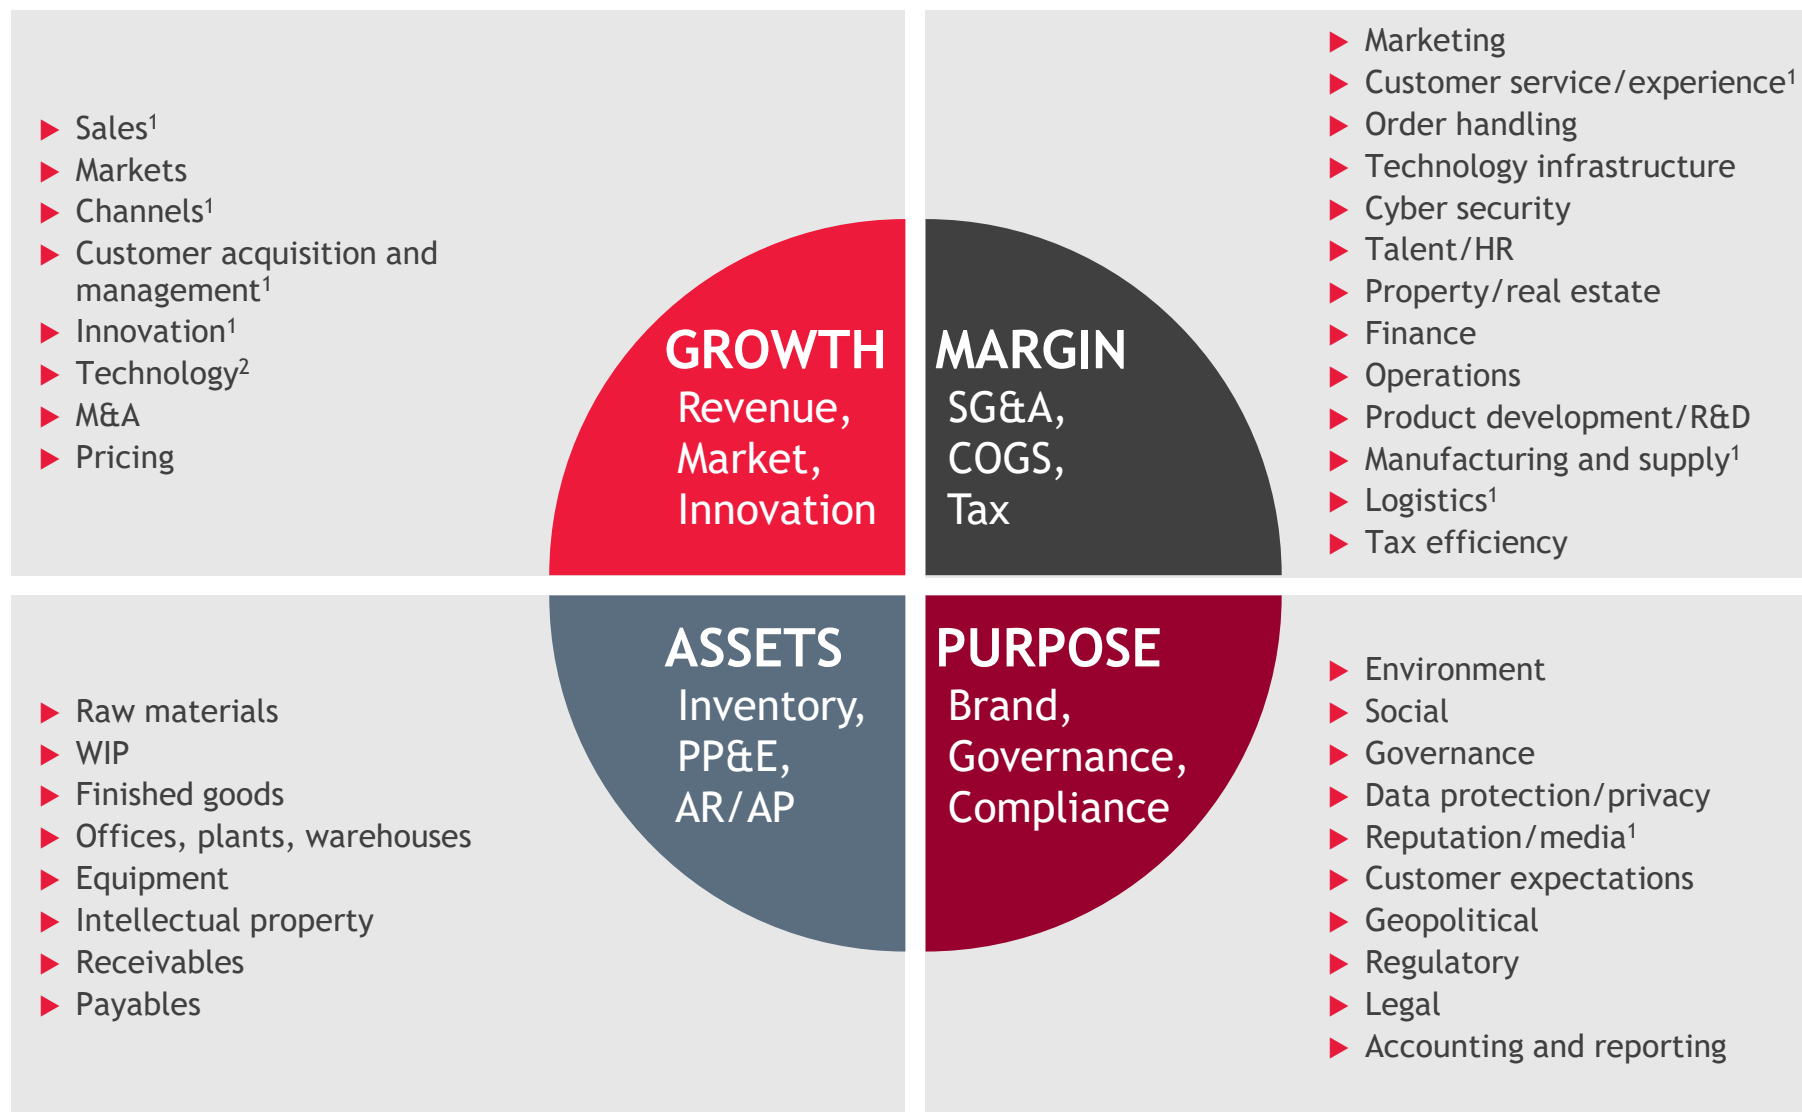 Sales¹
Markets
Channels¹
Customer acquisition and
management¹
Innovation¹
Technology²
M&A
Pricing
GROWTH
Revenue,
Market,
Innovation
MARGIN
SG&A,
COGS,
Tax
Marketing
Customer service/experience¹
Order handling
Technology infrastructure
Cyber security
Talent/HR
Property/real estate
Finance
Operations
Product development/R&D
Manufacturing and supply¹
Logistics¹
Tax efficiency
Raw materials
WIP
Finished goods
Offices, plants, warehouses
Equipment
Intellectual property
Receivables
Payables
ASSETS
Inventory,
PP&E,
AR/AP
PURPOSE
Brand,
Governance,
Compliance
Environment
Social
Governance
Data protection/privacy
Reputation/media¹
Customer expectations
Geopolitical
Regulatory
Legal
Accounting and reporting